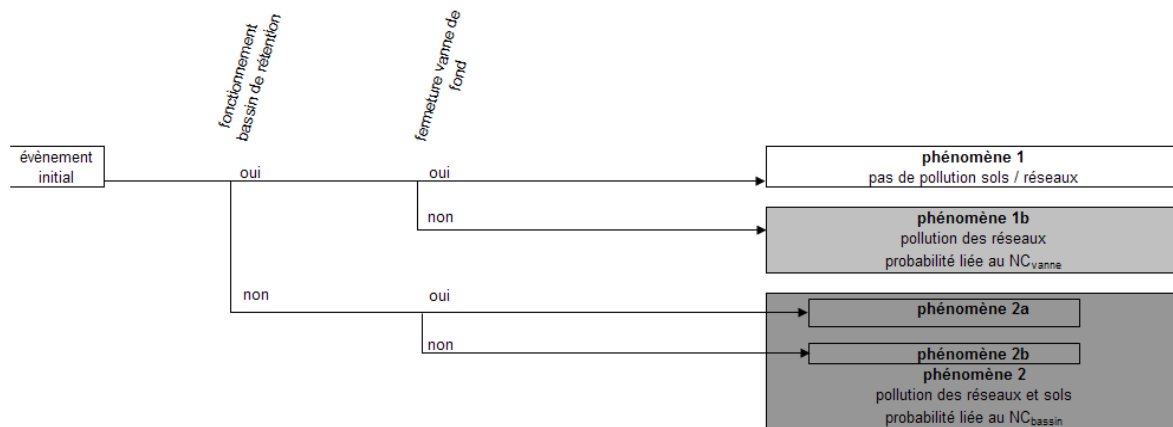 fonctionnement
bassin de rétention
fermeture vanne de
fond
évènement
initial
oui
oui
phénomène 1
pas de pollution sols / réseaux
non
phénomène 1b
pollution des réseaux
probabilité liée au NCvanne
non
oui
phénomène 2a
non
phénomène 2b
phénomène 2
pollution des réseaux et sols
probabilité liée au NCbassin